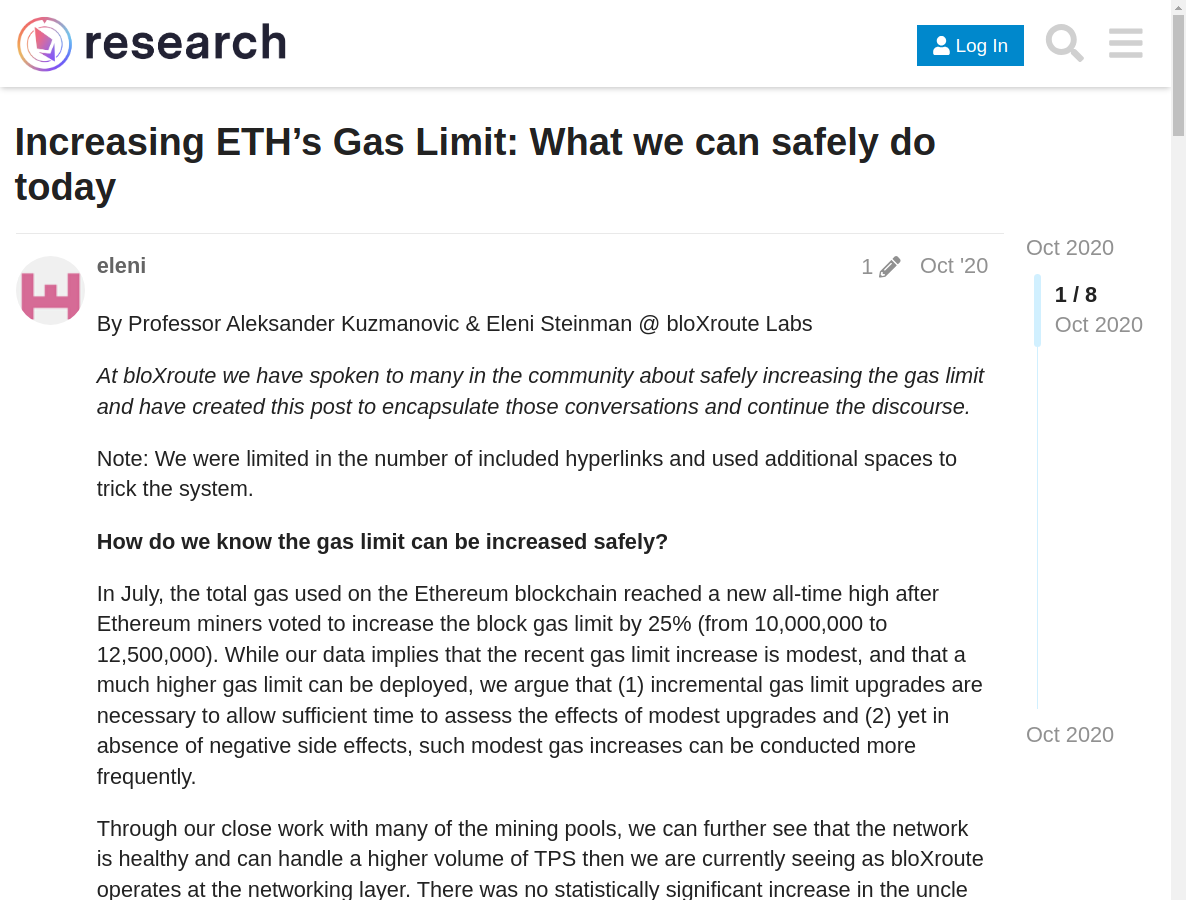 research
Log In
Increasing ETH’s Gas Limit: What we can safely do
today
eleni
1
Oct '20
Oct 2020
1 / 8
Oct 2020
By Professor Aleksander Kuzmanovic & Eleni Steinman @ bloXroute Labs
At bloXroute we have spoken to many in the community about safely increasing the gas limit
and have created this post to encapsulate those conversations and continue the discourse.
Note: We were limited in the number of included hyperlinks and used additional spaces to
trick the system.
How do we know the gas limit can be increased safely?
In July, the total gas used on the Ethereum blockchain reached a new all-time high after
Ethereum miners voted to increase the block gas limit by 25% (from 10,000,000 to
12,500,000). While our data implies that the recent gas limit increase is modest, and that a
much higher gas limit can be deployed, we argue that (1) incremental gas limit upgrades are
necessary to allow sufficient time to assess the effects of modest upgrades and (2) yet in
absence of negative side effects, such modest gas increases can be conducted more
frequently.
Oct 2020
Through our close work with many of the mining pools, we can further see that the network
is healthy and can handle a higher volume of TPS then we are currently seeing as bloXroute
operates at the networking layer. There was no statistically significant increase in the uncle